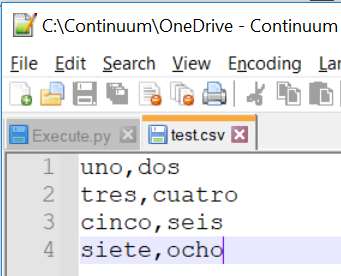 C:\Continuum\OneDrive - Continuum
File Edit Search View Encoding Lar
Execute.py test.csv
1 uno,dos
2 tres,cuatro
3 cinco,seis
4 siete,ocho